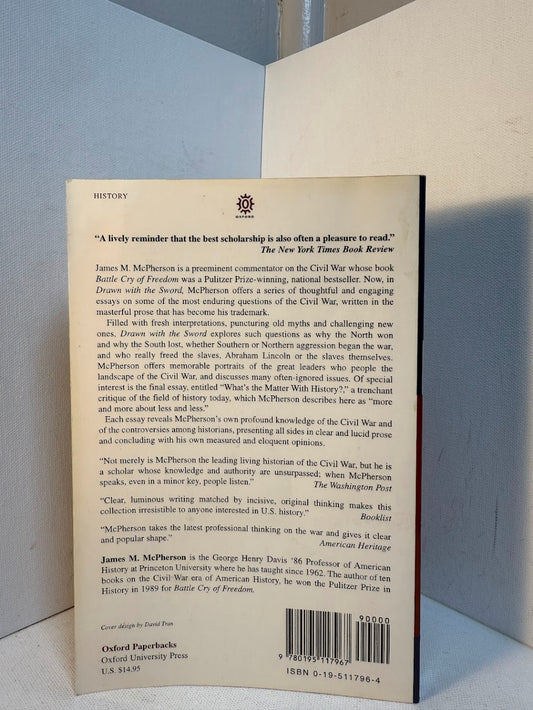 HISTORY
OXFORD
"A lively reminder that the best scholarship is also often a pleasure to read."
The New York Times Book Review
James M. McPherson is a preeminent commentator on the Civil War whose book
Battle Cry of Freedom was a Pulitzer Prize-winning, national bestseller. Now, in
Drawn with the Sword, McPherson offers a series of thoughtful and engaging
essays on some of the most enduring questions of the Civil War, written in the
masterful prose that has become his trademark.
Filled with fresh interpretations, puncturing old myths and challenging new
ones, Drawn with the Sword explores such questions as why the North won
and why the South lost, whether Southern or Northern aggression began the war,
and who really freed the slaves, Abraham Lincoln or the slaves themselves.
McPherson offers memorable portraits of the great leaders who people the
landscape of the Civil War, and discusses many often-ignored issues. Of special
interest is the final essay, entitled "What's the Matter With History?," a trenchant
critique of the field of history today, which McPherson describes here as "more
and more about less and less."
Each essay reveals McPherson's own profound knowledge of the Civil War and
of the controversies among historians, presenting all sides in clear and lucid prose
and concluding with his own measured and eloquent opinions.
"Not merely is McPherson the leading living historian of the Civil War, but he is
a scholar whose knowledge and authority are unsurpassed; when McPherson
speaks, even in a minor key, people listen."
The Washington Post
"Clear, luminous writing matched by incisive, original thinking makes this
collection irresistible to anyone interested in U.S. history."
Booklist
"McPherson takes the latest professional thinking on the war and gives it clear
and popular shape."
American Heritage
James M. McPherson is the George Henry Davis '86 Professor of American
History at Princeton University where he has taught since 1962. The author of ten
books on the Civil War era of American History, he won the Pulitzer Prize in
History in 1989 for Battle Cry of Freedom.
Cover design by David Tran
Oxford Paperbacks
Oxford University Press
U.S. $14.95
90000
9 780195 117967
ISBN 0-19-511796-4